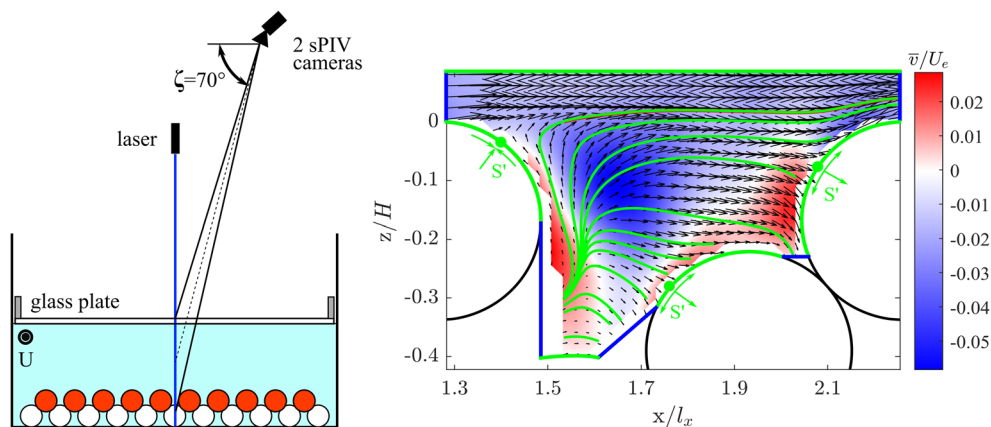 2 sPIV
cameras
ζ=70°
laser
glass plate
U
v̅/U_e
0.02
0.01
0
-0.01
-0.02
-0.03
-0.04
-0.05
0
-0.1
-0.2
-0.3
-0.4
z/H
S'
S'
S'
1.3
1.5
1.7
1.9
2.1
x/l_x